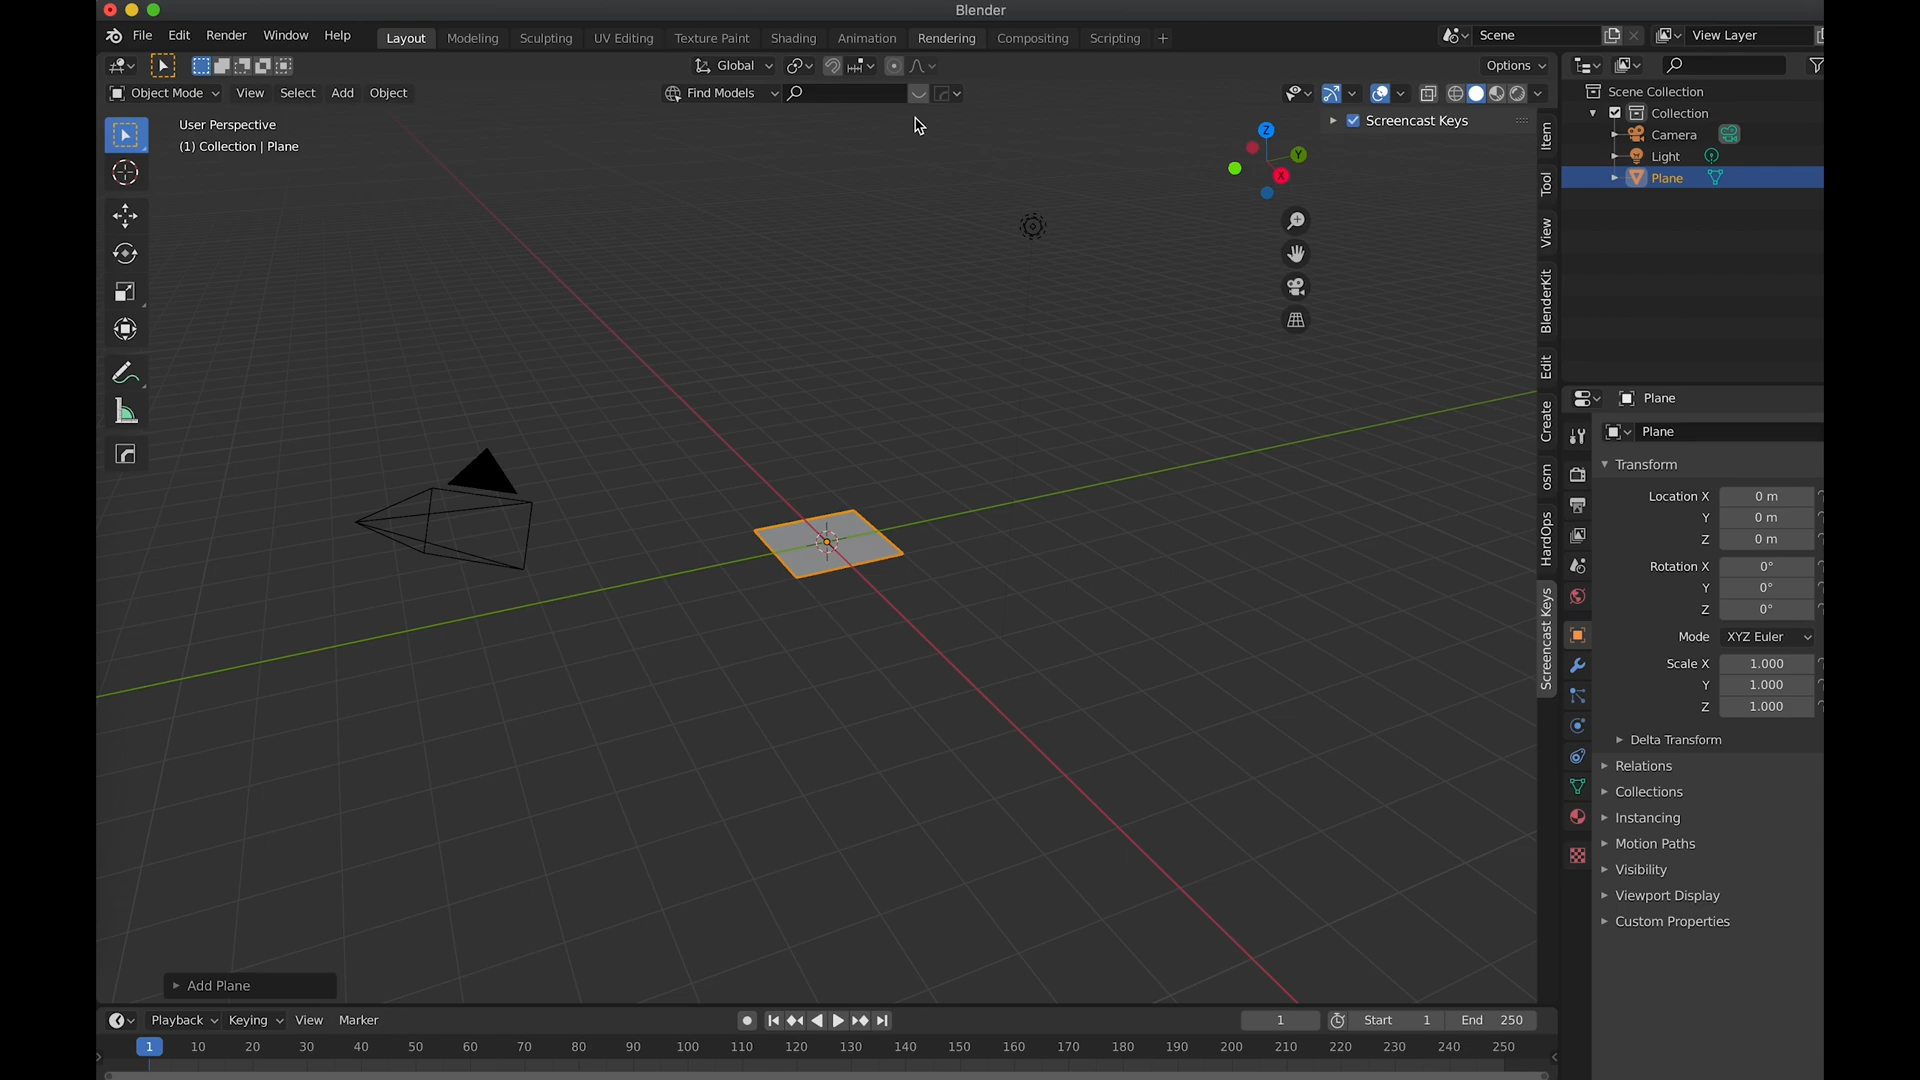 Blender
File Edit Render Window Help Layout Modeling Sculpting UV Editing Texture Paint Shading Animation Rendering Compositing Scripting + Scene View Layer
Global Options
Object Mode View Select Add Object Find Models
User Perspective
(1) Collection | Plane
Z
Y
X
Screencast Keys
Item
Tool
View
BlenderKit
Edit
Create
osm
HardOps
Screencast Keys
Scene Collection
Collection
Camera
Light
Plane
Plane
Plane
Transform
Location X 0 m
Y 0 m
Z 0 m
Rotation X 0°
Y 0°
Z 0°
Mode XYZ Euler
Scale X 1.000
Y 1.000
Z 1.000
Delta Transform
Relations
Collections
Instancing
Motion Paths
Visibility
Viewport Display
Custom Properties
Add Plane
Playback Keying View Marker 1 Start 1 End 250
1 10 20 30 40 50 60 70 80 90 100 110 120 130 140 150 160 170 180 190 200 210 220 230 240 250